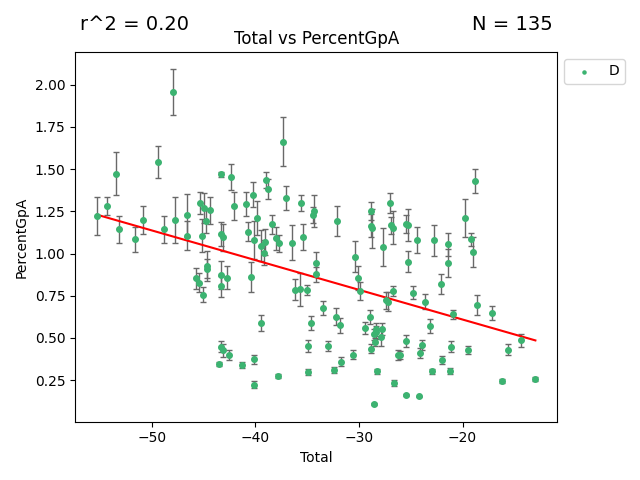 r^2 = 0.20
N = 135
Total vs PercentGpA
D
2.00
1.75
1.50
1.25
1.00
0.75
0.50
0.25
PercentGpA
−50
−40
−30
−20
Total